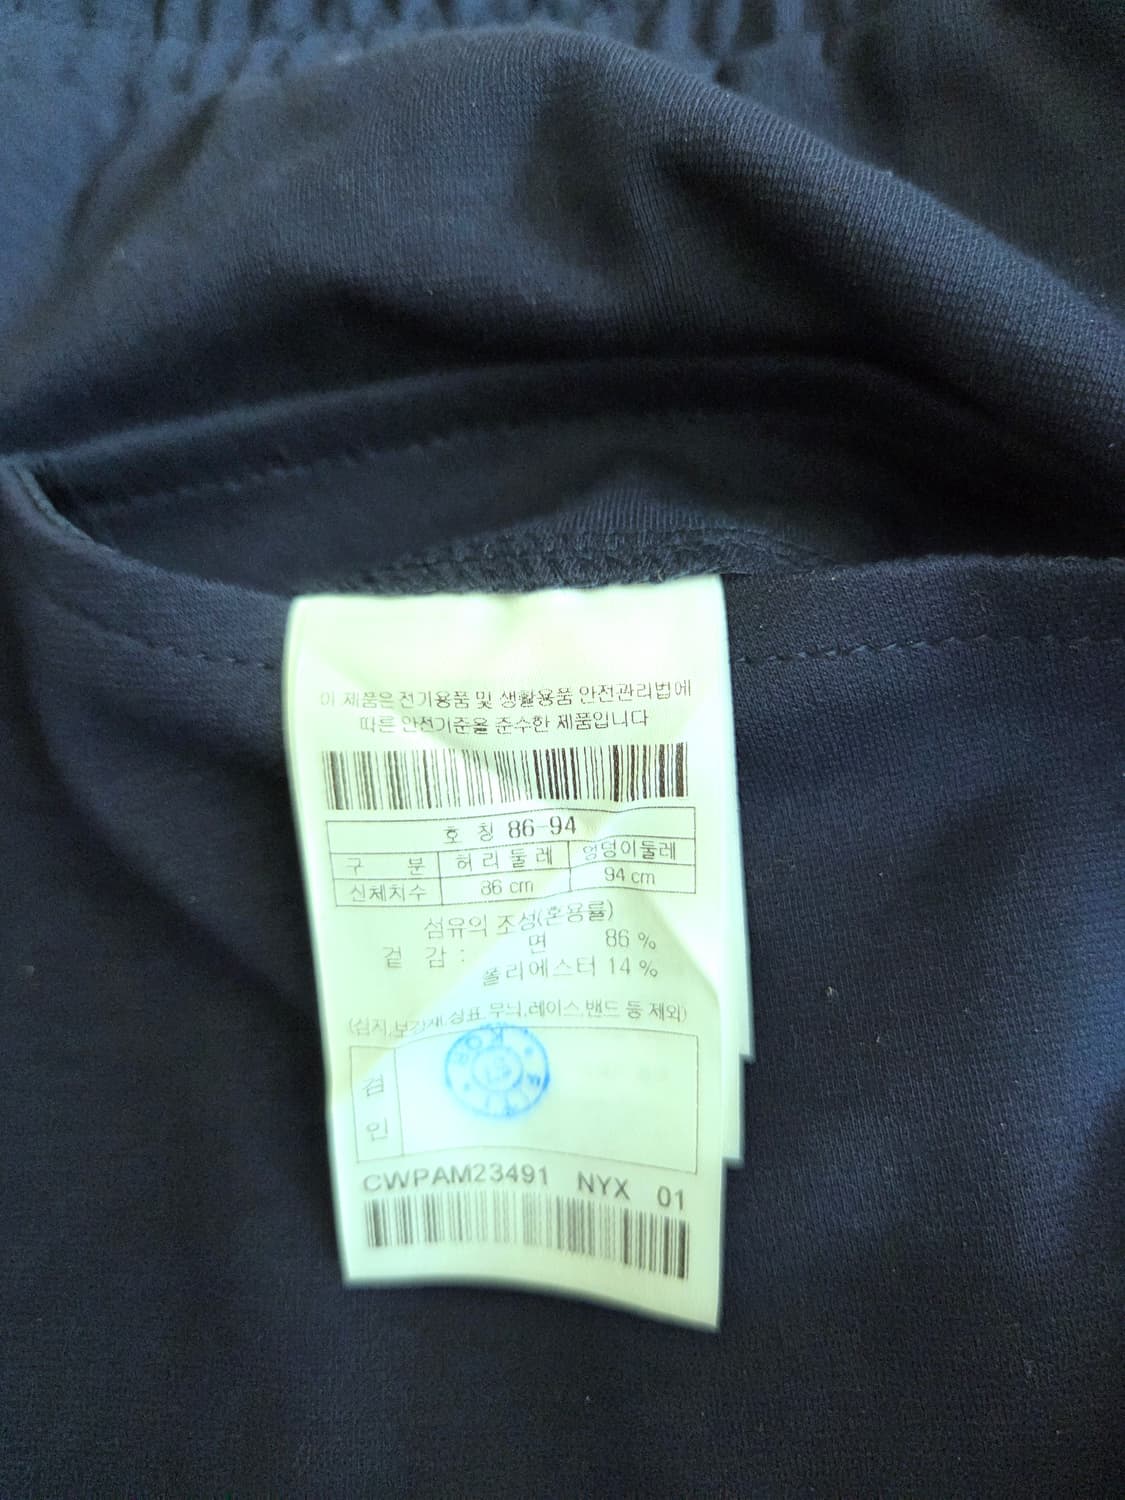 이 제품은 전기용품 및 생활용품 안전관리법에
따른 안전기준을 준수한 제품입니다
호 칭 86-94
구 분 허리둘레 엉덩이둘레
신체치수 86 cm 94 cm
섬유의 조성(혼용률)
겉 감 : 면 86 %
폴리에스터 14 %
(심지,보강재,상표,무늬,레이스,밴드 등 제외)
검
인
CWPAM23491 NYX 01